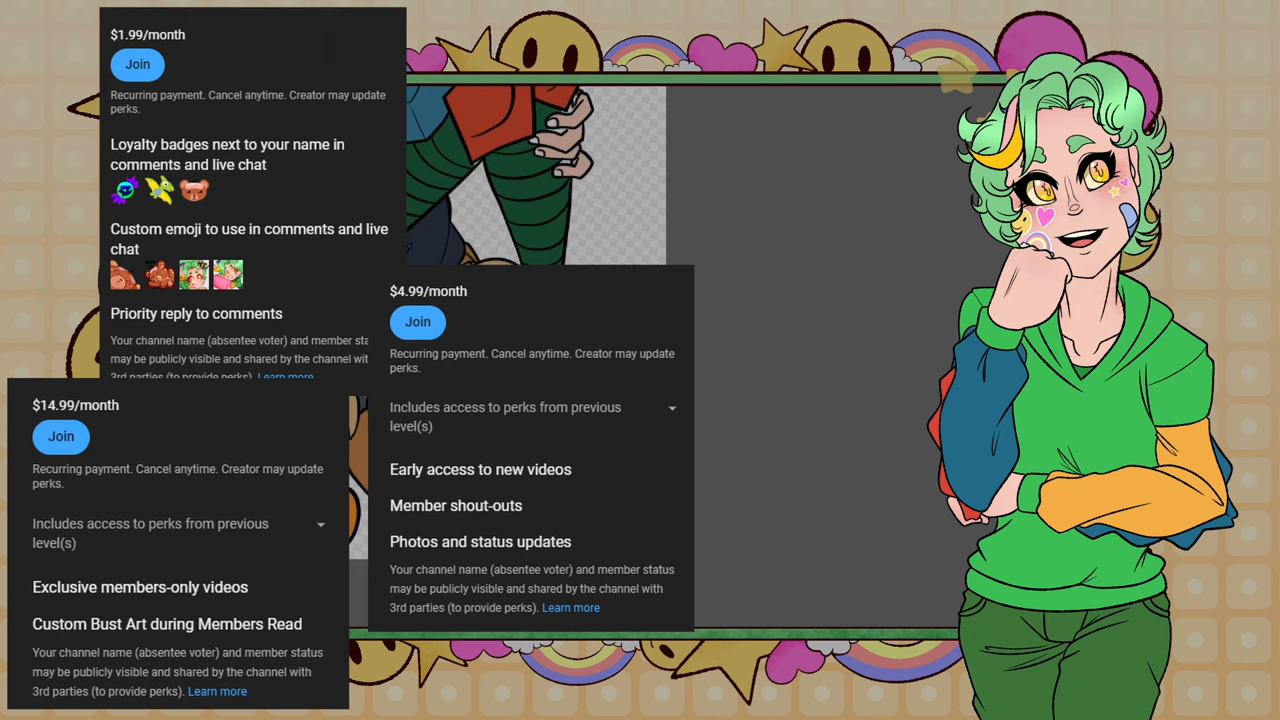 $1.99/month
Join
Recurring payment. Cancel anytime. Creator may update
perks.
Loyalty badges next to your name in
comments and live chat
Custom emoji to use in comments and live
chat
Priority reply to comments
Your channel name (absentee voter) and member
may be publicly visible and shared by the channel
3rd parties (to provide perks). Learn more
$4.99/month
Join
Recurring payment. Cancel anytime. Creator may update
perks.
Includes access to perks from previous
level(s)
Early access to new videos
Member shout-outs
Photos and status updates
Your channel name (absentee voter) and member status
may be publicly visible and shared by the channel with
3rd parties (to provide perks). Learn more
$14.99/month
Join
Recurring payment. Cancel anytime. Creator may update
perks.
Includes access to perks from previous
level(s)
Exclusive members-only videos
Custom Bust Art during Members Read
Your channel name (absentee voter) and member status
may be publicly visible and shared by the channel with
3rd parties (to provide perks). Learn more